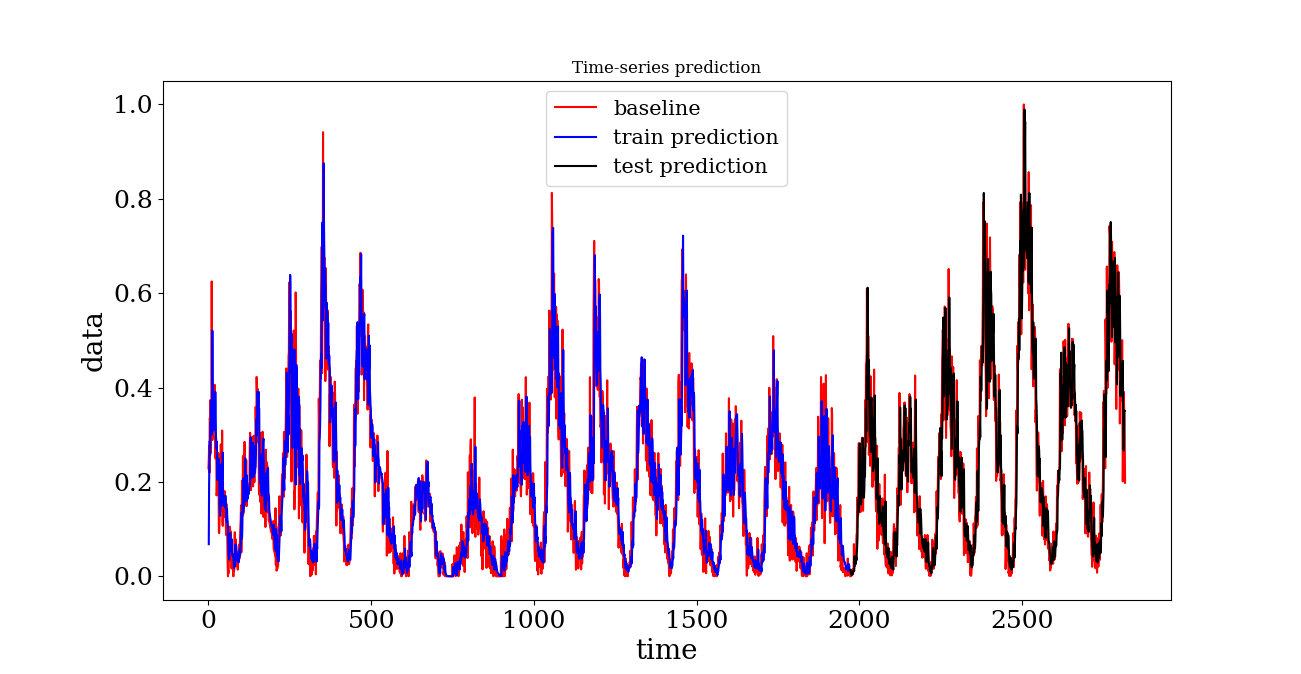 Time-series prediction
baseline
train prediction
test prediction
1.0
0.8
0.6
0.4
0.2
0.0
data
0 500 1000 1500 2000 2500
time